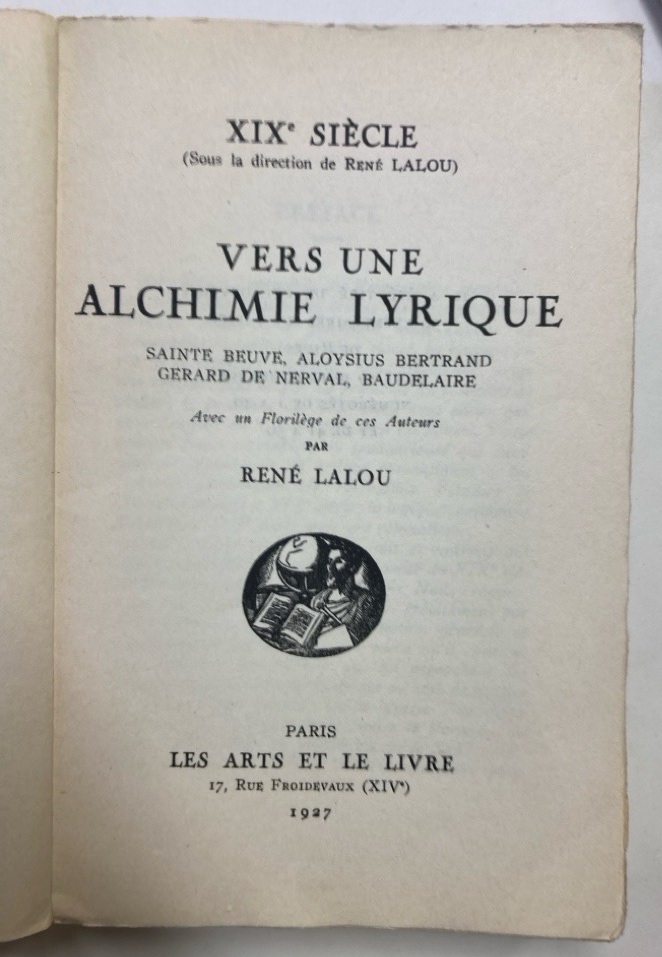 XIXe SIÈCLE
(Sous la direction de RENÉ LALOU)
VERS UNE
ALCHIMIE LYRIQUE
SAINTE BEUVE, ALOYSIUS BERTRAND
GERARD DE NERVAL, BAUDELAIRE
Avec un Florilège de ces Auteurs
PAR
RENÉ LALOU
PARIS
LES ARTS ET LE LIVRE
17, RUE FROIDEVAUX (XIVe)
1927